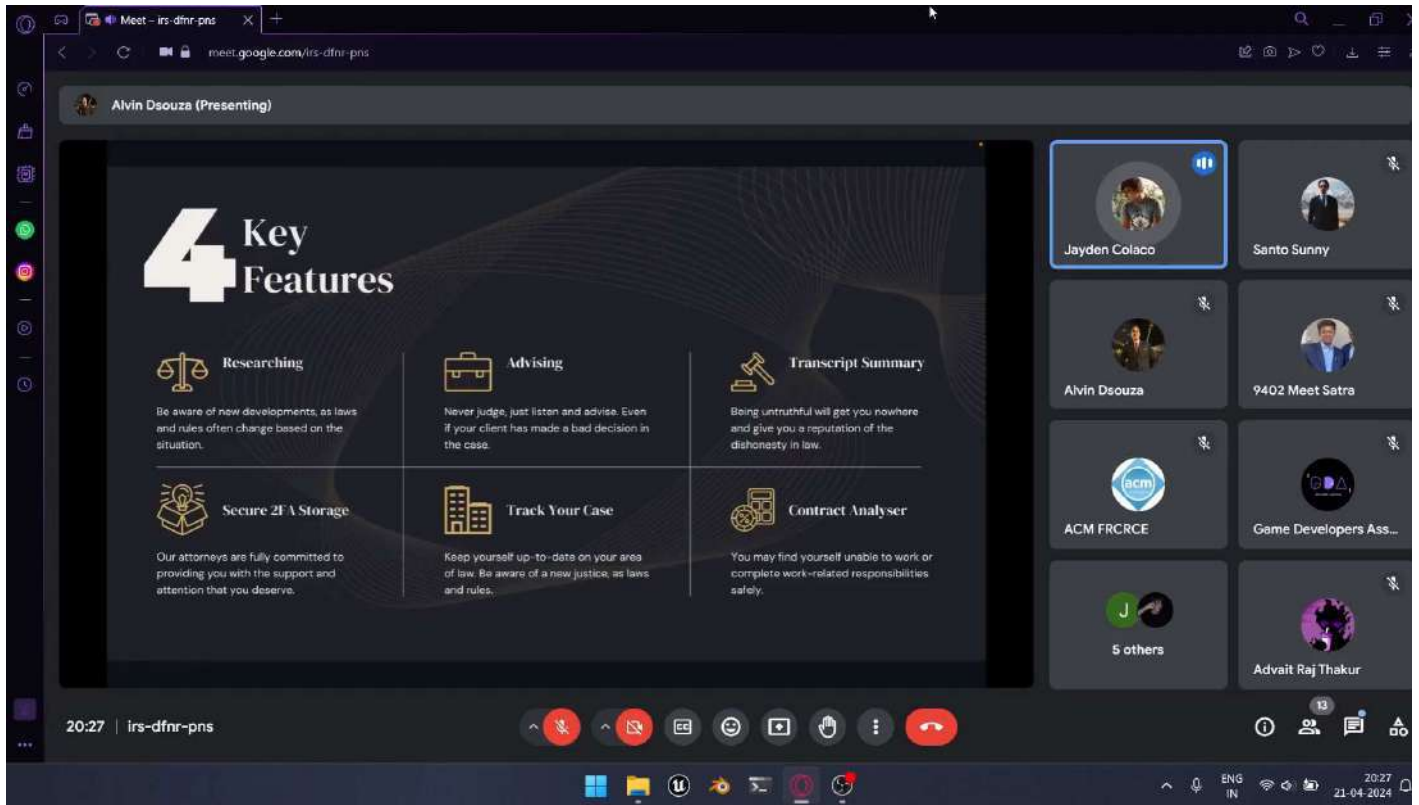 Meet – irs-dfnr-pns
meet.google.com/irs-dfnr-pns
Alvin Dsouza (Presenting)
4 Key
Features
Researching
Be aware of new developments, as laws
and rules often change based on the
situation.
Advising
Never judge, just listen and advise. Even
if your client has made a bad decision in
the case.
Transcript Summary
Being untruthful will get you nowhere
and give you a reputation of the
dishonesty in law.
Secure 2FA Storage
Our attorneys are fully committed to
providing you with the support and
attention that you deserve.
Track Your Case
Keep yourself up-to-date on your area
of law. Be aware of a new justice, as laws
and rules.
Contract Analyser
You may find yourself unable to work or
complete work-related responsibilities
safely.
Jayden Colaco
Santo Sunny
Alvin Dsouza
9402 Meet Satra
acm
ACM FRCRCE
GDA
Game Developers Ass...
J
5 others
Advait Raj Thakur
20:27 | irs-dfnr-pns
CC
13
ENG
IN
20:27
21-04-2024